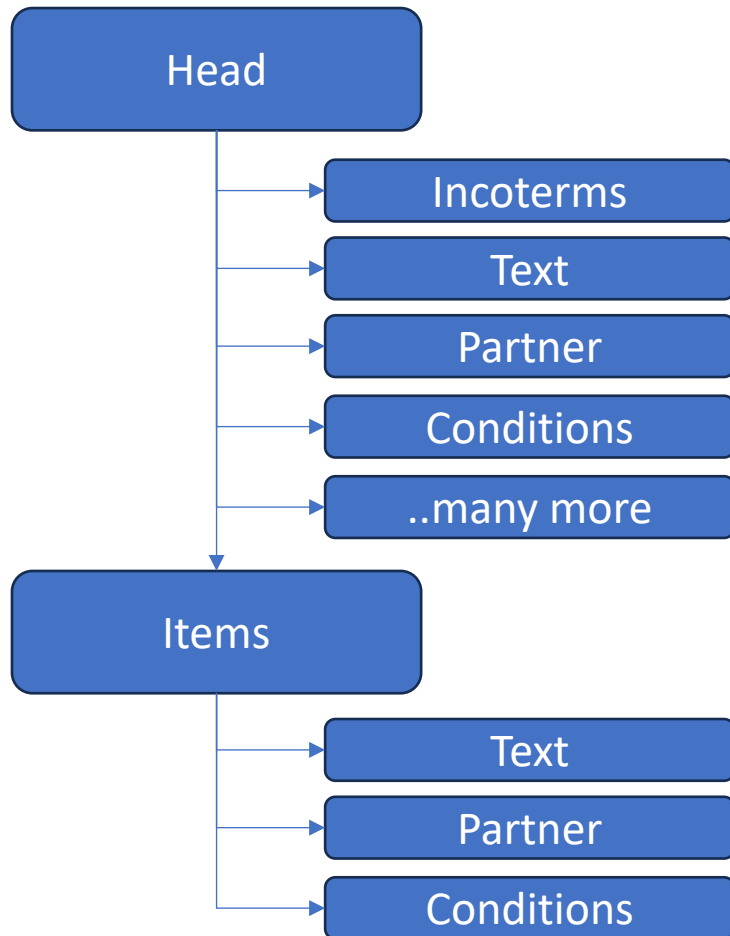 Head
Incoterms
Text
Partner
Conditions
..many more
Items
Text
Partner
Conditions